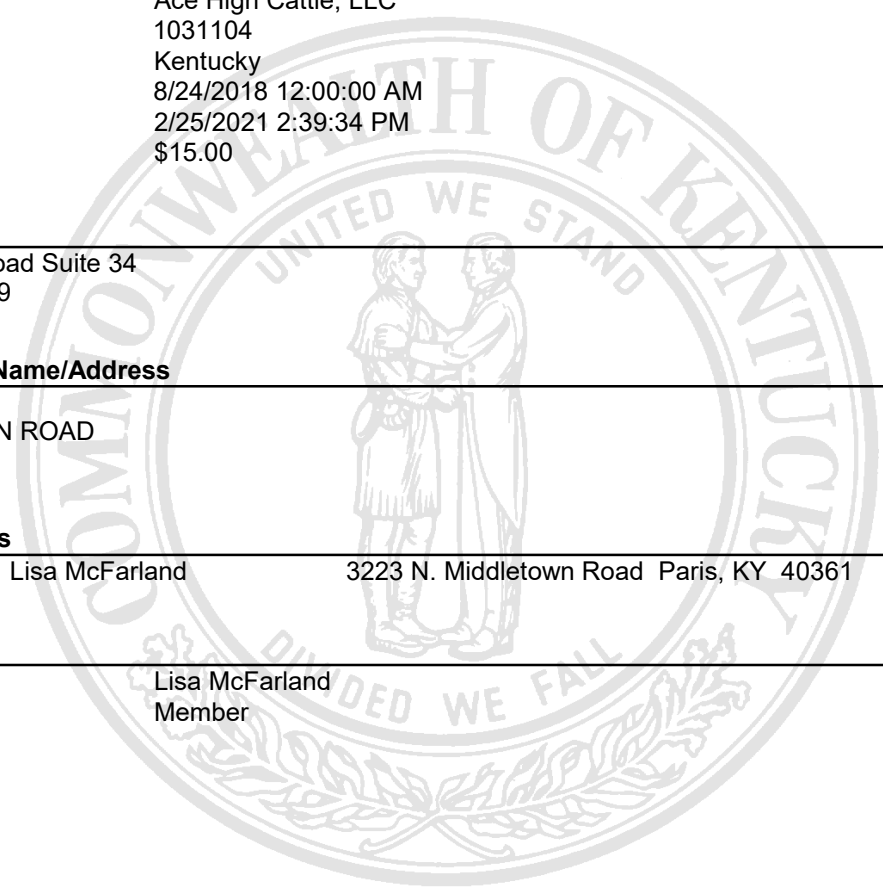 Ace High Cattle, LLC
1031104
Kentucky
8/24/2018 12:00:00 AM
2/25/2021 2:39:34 PM
$15.00
COMMONWEALTH OF KENTUCKY
UNITED WE STAND
oad Suite 34
9
Name/Address
N ROAD
s
Lisa McFarland 3223 N. Middletown Road Paris, KY 40361
Lisa McFarland
Member
DIVIDED WE FALL